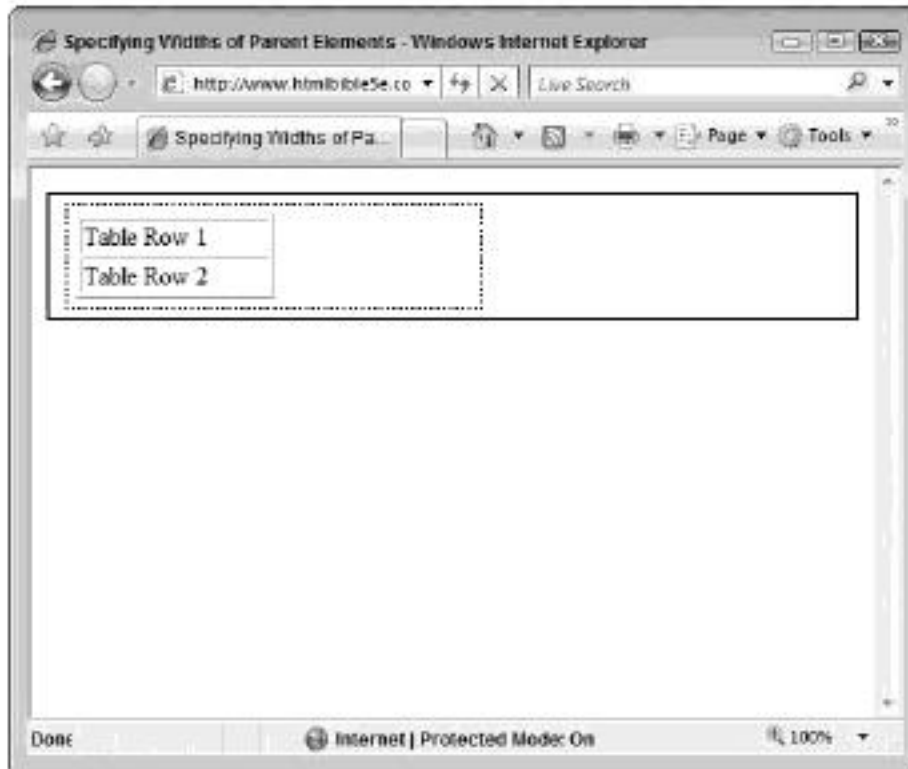 Specifying Widths of Parent Elements - Windows Internet Explorer
http://www.htmlbible5e.co
Live Search
Specifying Widths of Pa...
Page
Tools
Table Row 1
Table Row 2
Done
Internet | Protected Mode: On
100%